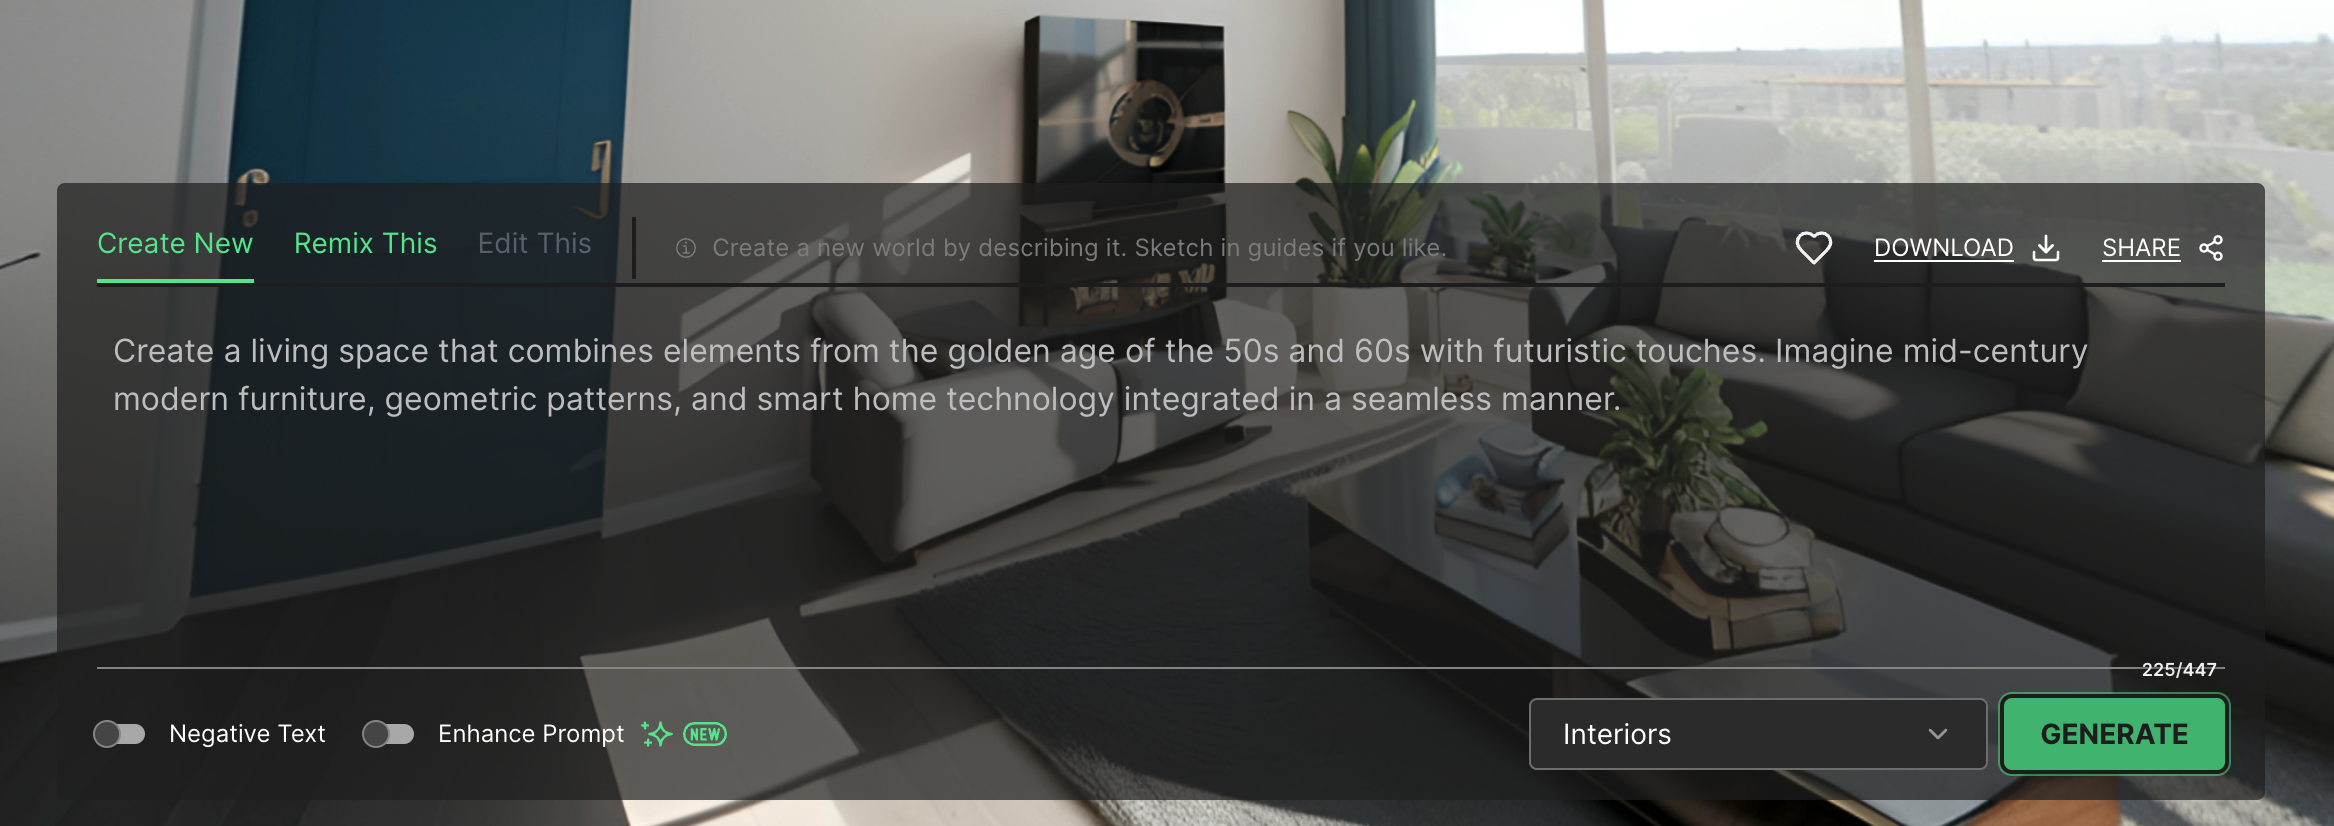 Create New Remix This Edit This Create a new world by describing it. Sketch in guides if you like. DOWNLOAD SHARE
Create a living space that combines elements from the golden age of the 50s and 60s with futuristic touches. Imagine mid-century
modern furniture, geometric patterns, and smart home technology integrated in a seamless manner.
225/447
Negative Text Enhance Prompt NEW Interiors GENERATE